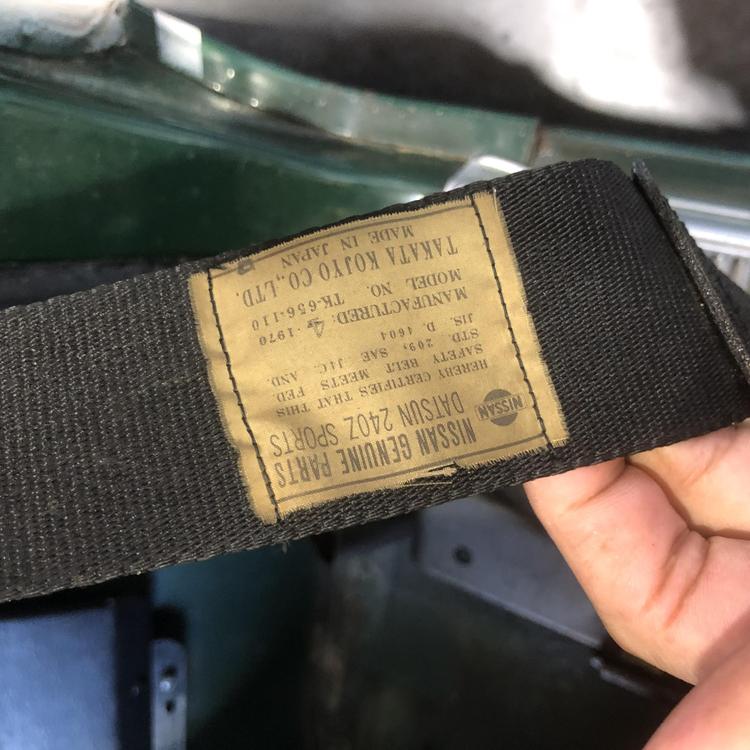 NISSAN GENUINE PARTS
DATSUN 240Z SPORTS
NISSAN
HEREBY CERTIFIES THAT THIS
SAFETY BELT MEETS FED.
STD. 209, SAE J4C AND
JIS. D. 4604
MANUFACTURED: 4 . 1970
MODEL NO. TK-656-110
TAKATA KOJYO CO., LTD.
MADE IN JAPAN